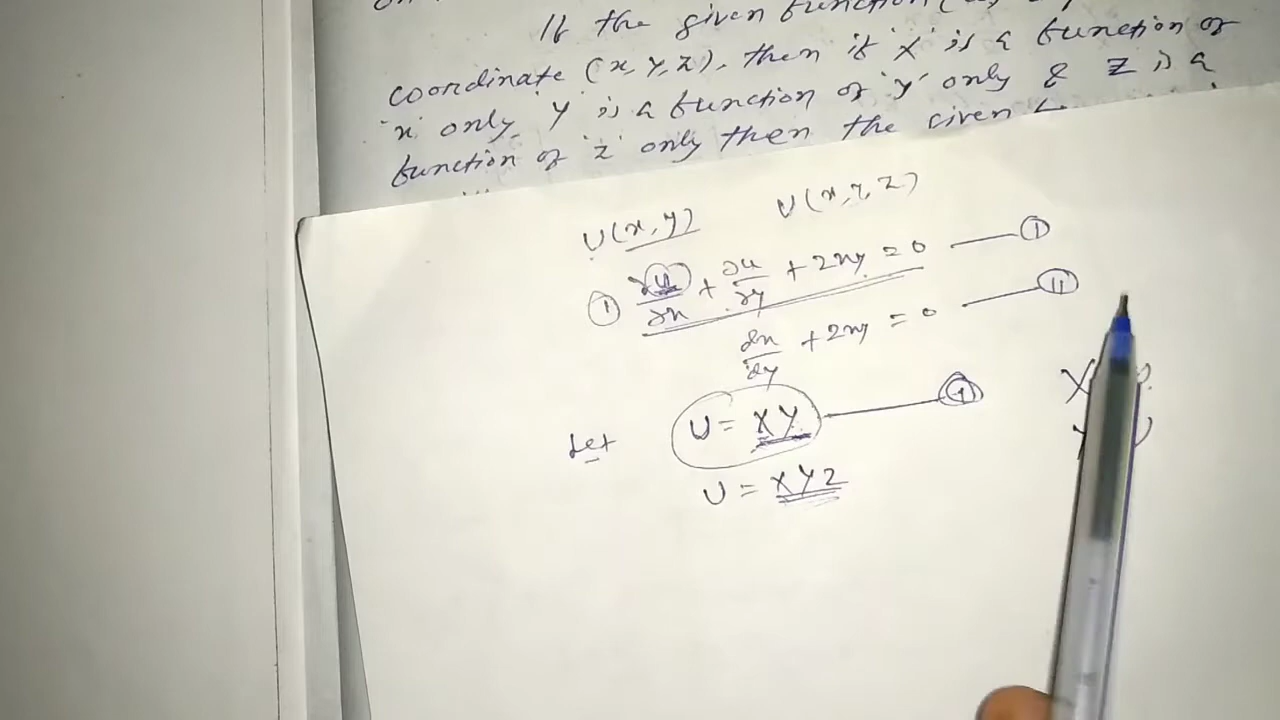 If the given function
coordinate (x, y, z), then if 'X' is a function of
'x' only, 'Y' is a function of 'y' only & Z is a
function of 'z' only then the given
U(x, y) U(x, y, z)
① ∂u/∂x + ∂u/∂y + 2xy = 0 — ①
∂u/∂y + 2xy = 0 — ⑪
Let U = XY
U = XYZ
X